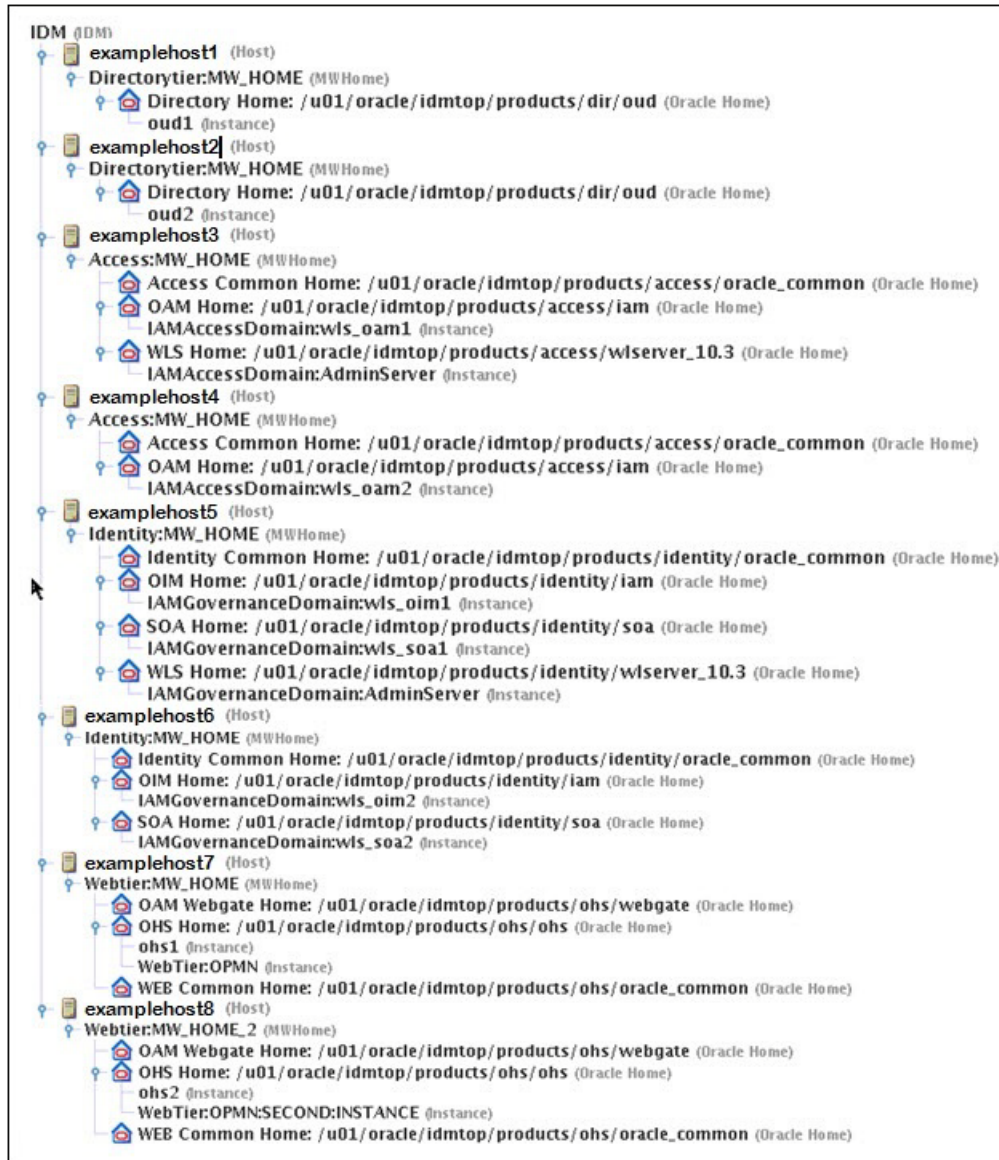 IDM (IDM)
examplehost1 (Host)
Directorytier:MW_HOME (MWHome)
Directory Home: /u01/oracle/idmtop/products/dir/oud (Oracle Home)
oud1 (Instance)
examplehost2 (Host)
Directorytier:MW_HOME (MWHome)
Directory Home: /u01/oracle/idmtop/products/dir/oud (Oracle Home)
oud2 (Instance)
examplehost3 (Host)
Access:MW_HOME (MWHome)
Access Common Home: /u01/oracle/idmtop/products/access/oracle_common (Oracle Home)
OAM Home: /u01/oracle/idmtop/products/access/iam (Oracle Home)
IAMAccessDomain:wls_oam1 (Instance)
WLS Home: /u01/oracle/idmtop/products/access/wlserver_10.3 (Oracle Home)
IAMAccessDomain:AdminServer (Instance)
examplehost4 (Host)
Access:MW_HOME (MWHome)
Access Common Home: /u01/oracle/idmtop/products/access/oracle_common (Oracle Home)
OAM Home: /u01/oracle/idmtop/products/access/iam (Oracle Home)
IAMAccessDomain:wls_oam2 (Instance)
examplehost5 (Host)
Identity:MW_HOME (MWHome)
Identity Common Home: /u01/oracle/idmtop/products/identity/oracle_common (Oracle Home)
OIM Home: /u01/oracle/idmtop/products/identity/iam (Oracle Home)
IAMGovernanceDomain:wls_oim1 (Instance)
SOA Home: /u01/oracle/idmtop/products/identity/soa (Oracle Home)
IAMGovernanceDomain:wls_soa1 (Instance)
WLS Home: /u01/oracle/idmtop/products/identity/wlserver_10.3 (Oracle Home)
IAMGovernanceDomain:AdminServer (Instance)
examplehost6 (Host)
Identity:MW_HOME (MWHome)
Identity Common Home: /u01/oracle/idmtop/products/identity/oracle_common (Oracle Home)
OIM Home: /u01/oracle/idmtop/products/identity/iam (Oracle Home)
IAMGovernanceDomain:wls_oim2 (Instance)
SOA Home: /u01/oracle/idmtop/products/identity/soa (Oracle Home)
IAMGovernanceDomain:wls_soa2 (Instance)
examplehost7 (Host)
Webtier:MW_HOME (MWHome)
OAM Webgate Home: /u01/oracle/idmtop/products/ohs/webgate (Oracle Home)
OHS Home: /u01/oracle/idmtop/products/ohs/ohs (Oracle Home)
ohs1 (Instance)
WebTier:OPMN (Instance)
WEB Common Home: /u01/oracle/idmtop/products/ohs/oracle_common (Oracle Home)
examplehost8 (Host)
Webtier:MW_HOME_2 (MWHome)
OAM Webgate Home: /u01/oracle/idmtop/products/ohs/webgate (Oracle Home)
OHS Home: /u01/oracle/idmtop/products/ohs/ohs (Oracle Home)
ohs2 (Instance)
WebTier:OPMN:SECOND:INSTANCE (Instance)
WEB Common Home: /u01/oracle/idmtop/products/ohs/oracle_common (Oracle Home)